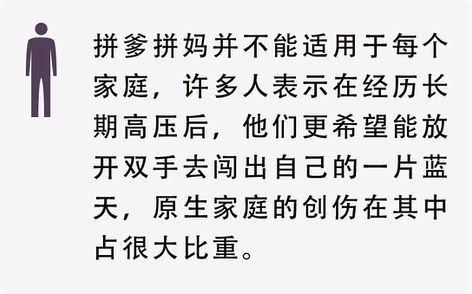 拼爹拼妈并不能适用于每个
家庭，许多人表示在经历长
期高压后，他们更希望能放
开双手去闯出自己的一片蓝
天，原生家庭的创伤在其中
占很大比重。